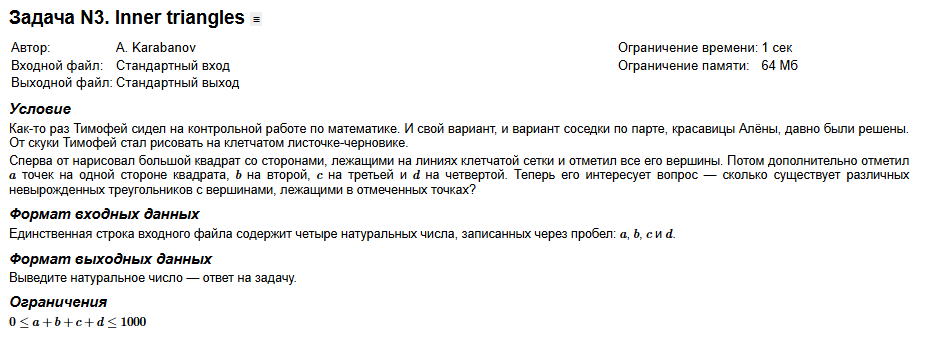 Задача N3. Inner triangles ≡
Автор: A. Karabanov Ограничение времени: 1 сек
Входной файл: Стандартный вход Ограничение памяти: 64 Мб
Выходной файл: Стандартный выход
Условие
Как-то раз Тимофей сидел на контрольной работе по математике. И свой вариант, и вариант соседки по парте, красавицы Алёны, давно были решены.
От скуки Тимофей стал рисовать на клетчатом листочке-черновике.
Сперва от нарисовал большой квадрат со сторонами, лежащими на линиях клетчатой сетки и отметил все его вершины. Потом дополнительно отметил
a точек на одной стороне квадрата, b на второй, c на третьей и d на четвертой. Теперь его интересует вопрос — сколько существует различных
невырожденных треугольников с вершинами, лежащими в отмеченных точках?
Формат входных данных
Единственная строка входного файла содержит четыре натуральных числа, записанных через пробел: a, b, c и d.
Формат выходных данных
Выведите натуральное число — ответ на задачу.
Ограничения
0 ≤ a + b + c + d ≤ 1000